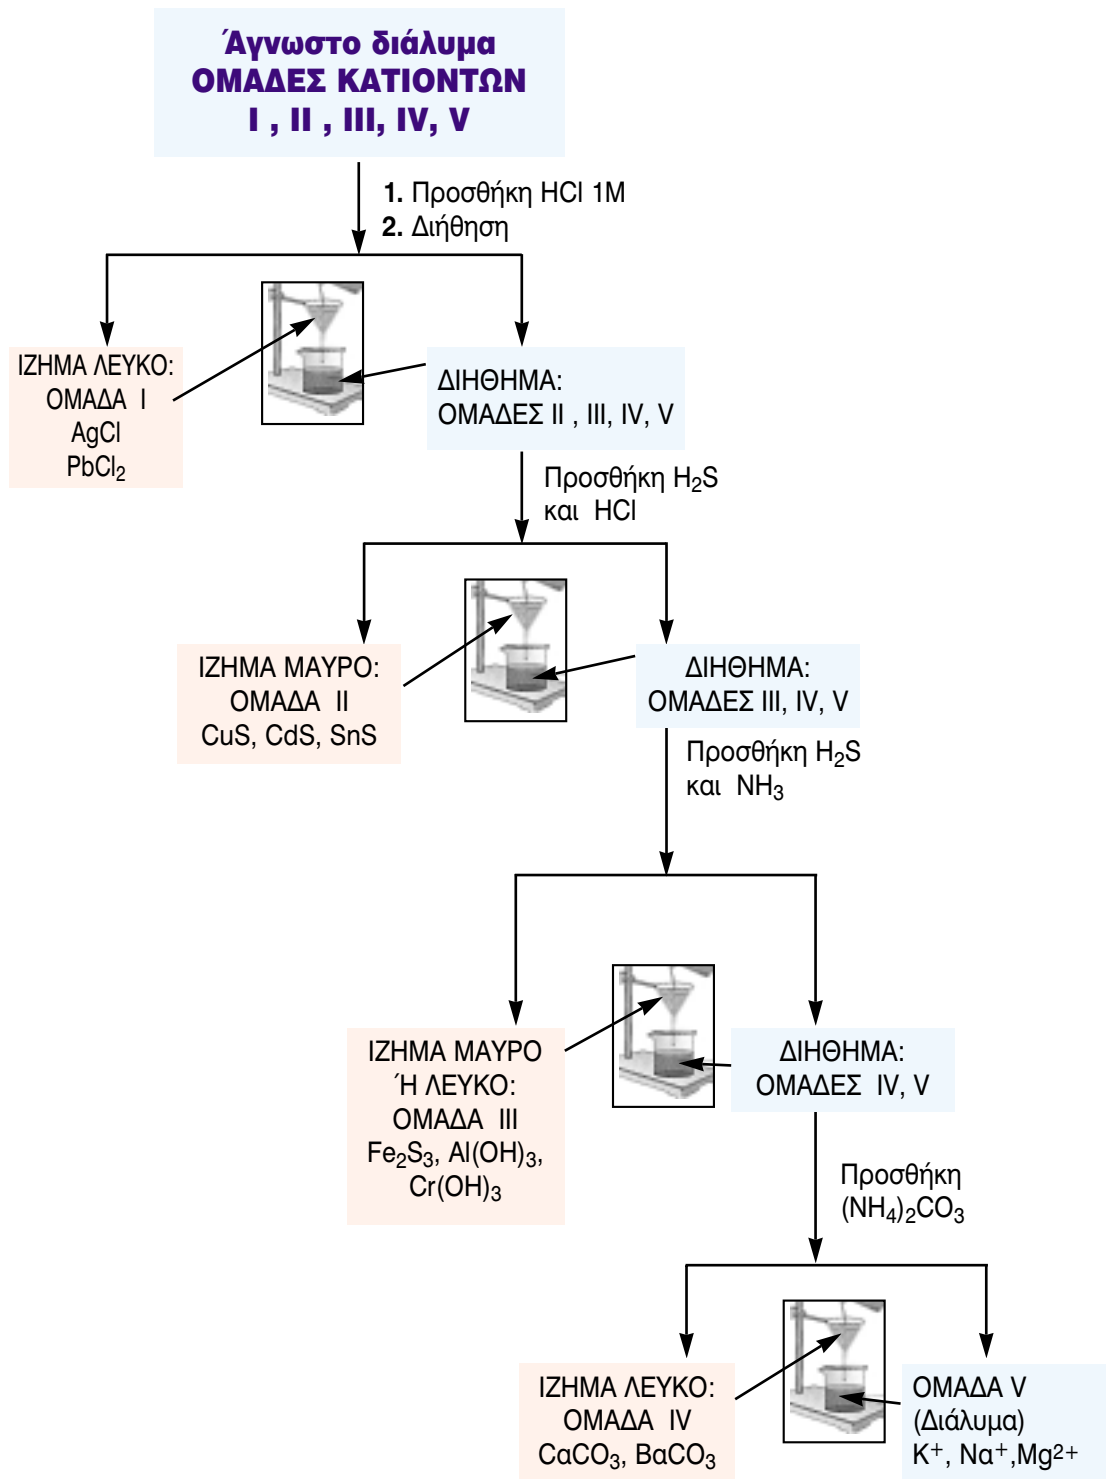 Άγνωστο διάλυμα
ΟΜΑΔΕΣ ΚΑΤΙΟΝΤΩΝ
I , II , III, IV, V
1. Προσθήκη HCl 1M
2. Διήθηση
ΙΖΗΜΑ ΛΕΥΚΟ:
ΟΜΑΔΑ I
AgCl
PbCl₂
ΔΙΗΘΗΜΑ:
ΟΜΑΔΕΣ II , III, IV, V
Προσθήκη H₂S
και HCl
ΙΖΗΜΑ ΜΑΥΡΟ:
ΟΜΑΔΑ II
CuS, CdS, SnS
ΔΙΗΘΗΜΑ:
ΟΜΑΔΕΣ III, IV, V
Προσθήκη H₂S
και NH₃
ΙΖΗΜΑ ΜΑΥΡΟ
Ή ΛΕΥΚΟ:
ΟΜΑΔΑ III
Fe₂S₃, Al(OH)₃,
Cr(OH)₃
ΔΙΗΘΗΜΑ:
ΟΜΑΔΕΣ IV, V
Προσθήκη
(NH₄)₂CO₃
ΙΖΗΜΑ ΛΕΥΚΟ:
ΟΜΑΔΑ IV
CaCO₃, BaCO₃
ΟΜΑΔΑ V
(Διάλυμα)
K⁺, Na⁺,Mg²⁺